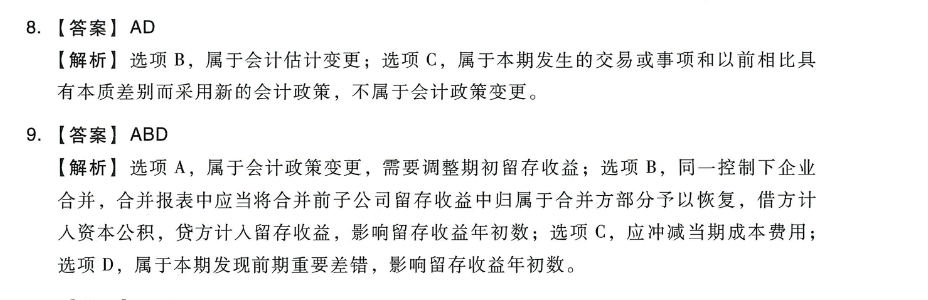 8. 【答案】 AD
【解析】 选项 B，属于会计估计变更；选项 C，属于本期发生的交易或事项和以前相比具
有本质差别而采用新的会计政策，不属于会计政策变更。
9. 【答案】 ABD
【解析】 选项 A，属于会计政策变更，需要调整期初留存收益；选项 B，同一控制下企业
合并，合并报表中应当将合并前子公司留存收益中归属于合并方部分予以恢复，借方计
入资本公积，贷方计入留存收益，影响留存收益年初数；选项 C，应冲减当期成本费用；
选项 D，属于本期发现前期重要差错，影响留存收益年初数。